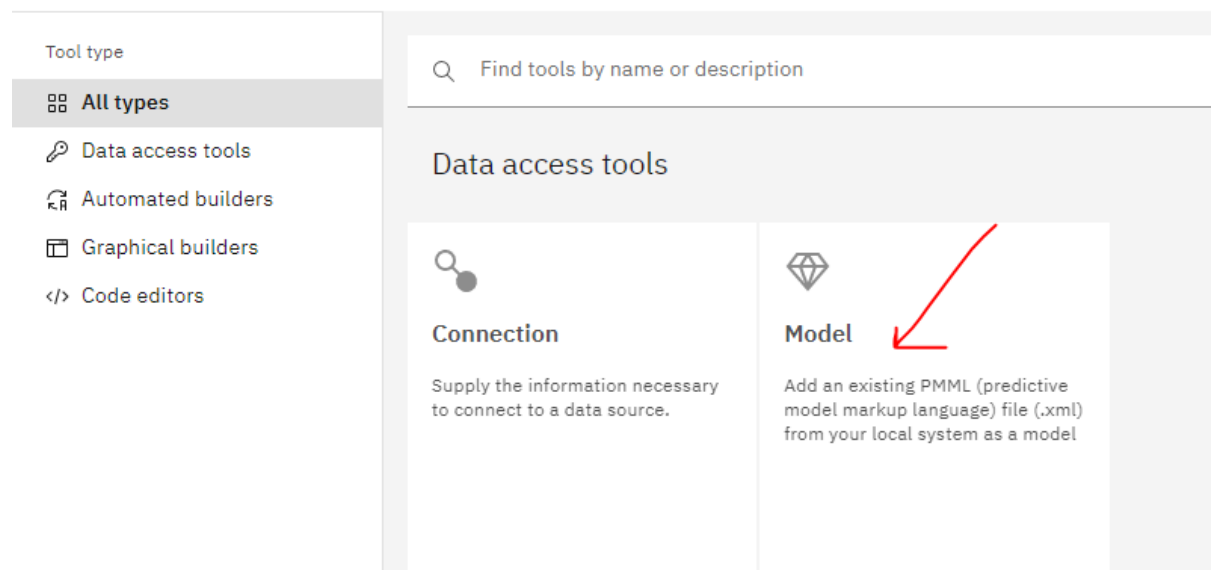 Tool type
All types
Data access tools
Automated builders
Graphical builders
Code editors
Find tools by name or description
Data access tools
Connection
Supply the information necessary
to connect to a data source.
Model
Add an existing PMML (predictive
model markup language) file (.xml)
from your local system as a model